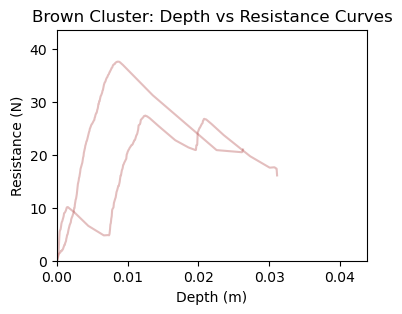 Brown Cluster: Depth vs Resistance Curves
Resistance (N)
40
30
20
10
0
0.00 0.01 0.02 0.03 0.04
Depth (m)